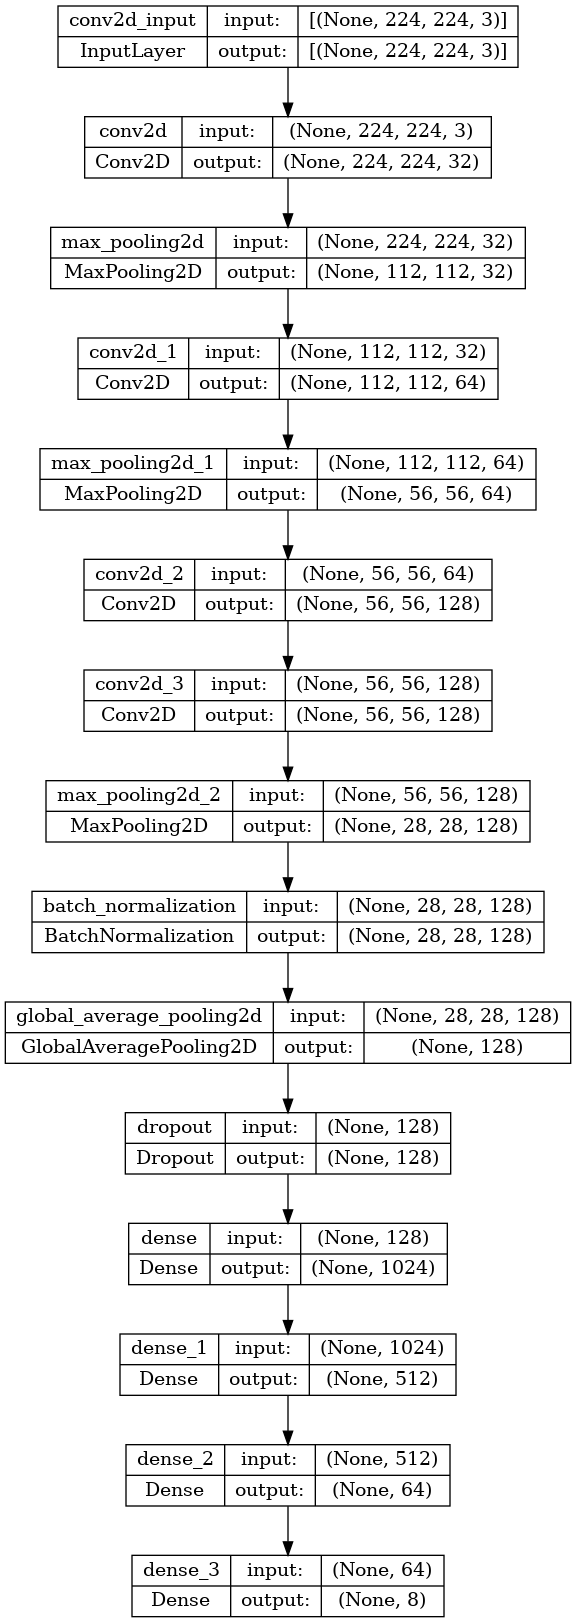 conv2d_input input: [(None, 224, 224, 3)]
InputLayer output: [(None, 224, 224, 3)]
conv2d input: (None, 224, 224, 3)
Conv2D output: (None, 224, 224, 32)
max_pooling2d input: (None, 224, 224, 32)
MaxPooling2D output: (None, 112, 112, 32)
conv2d_1 input: (None, 112, 112, 32)
Conv2D output: (None, 112, 112, 64)
max_pooling2d_1 input: (None, 112, 112, 64)
MaxPooling2D output: (None, 56, 56, 64)
conv2d_2 input: (None, 56, 56, 64)
Conv2D output: (None, 56, 56, 128)
conv2d_3 input: (None, 56, 56, 128)
Conv2D output: (None, 56, 56, 128)
max_pooling2d_2 input: (None, 56, 56, 128)
MaxPooling2D output: (None, 28, 28, 128)
batch_normalization input: (None, 28, 28, 128)
BatchNormalization output: (None, 28, 28, 128)
global_average_pooling2d input: (None, 28, 28, 128)
GlobalAveragePooling2D output: (None, 128)
dropout input: (None, 128)
Dropout output: (None, 128)
dense input: (None, 128)
Dense output: (None, 1024)
dense_1 input: (None, 1024)
Dense output: (None, 512)
dense_2 input: (None, 512)
Dense output: (None, 64)
dense_3 input: (None, 64)
Dense output: (None, 8)